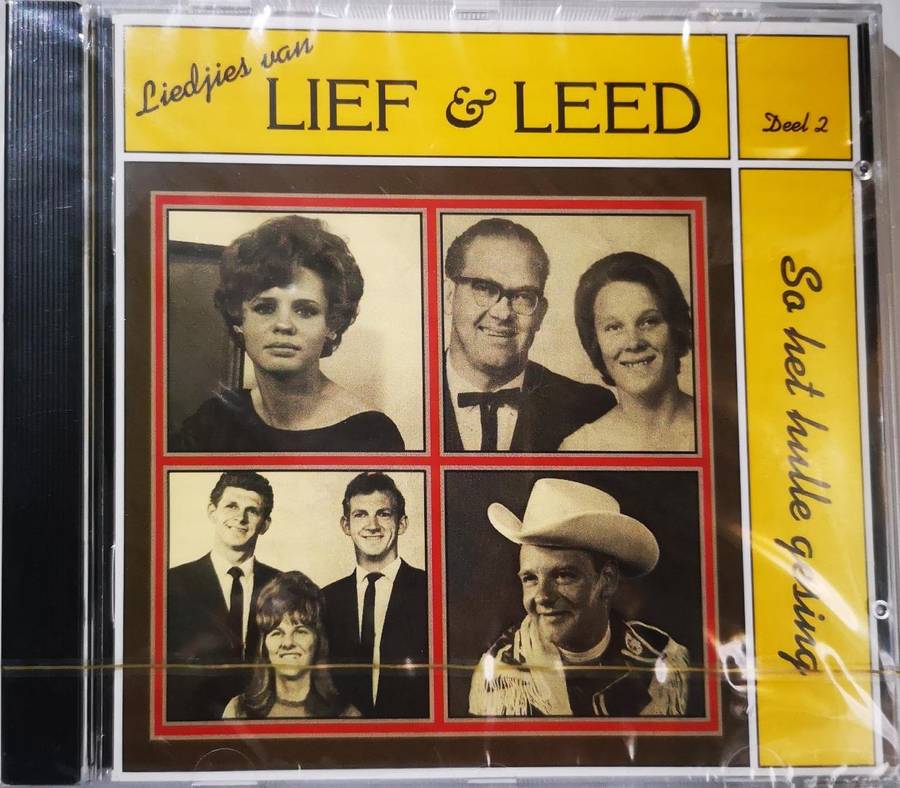 Liedjies van
LIEF & LEED
Deel 2
So het hulle gesing